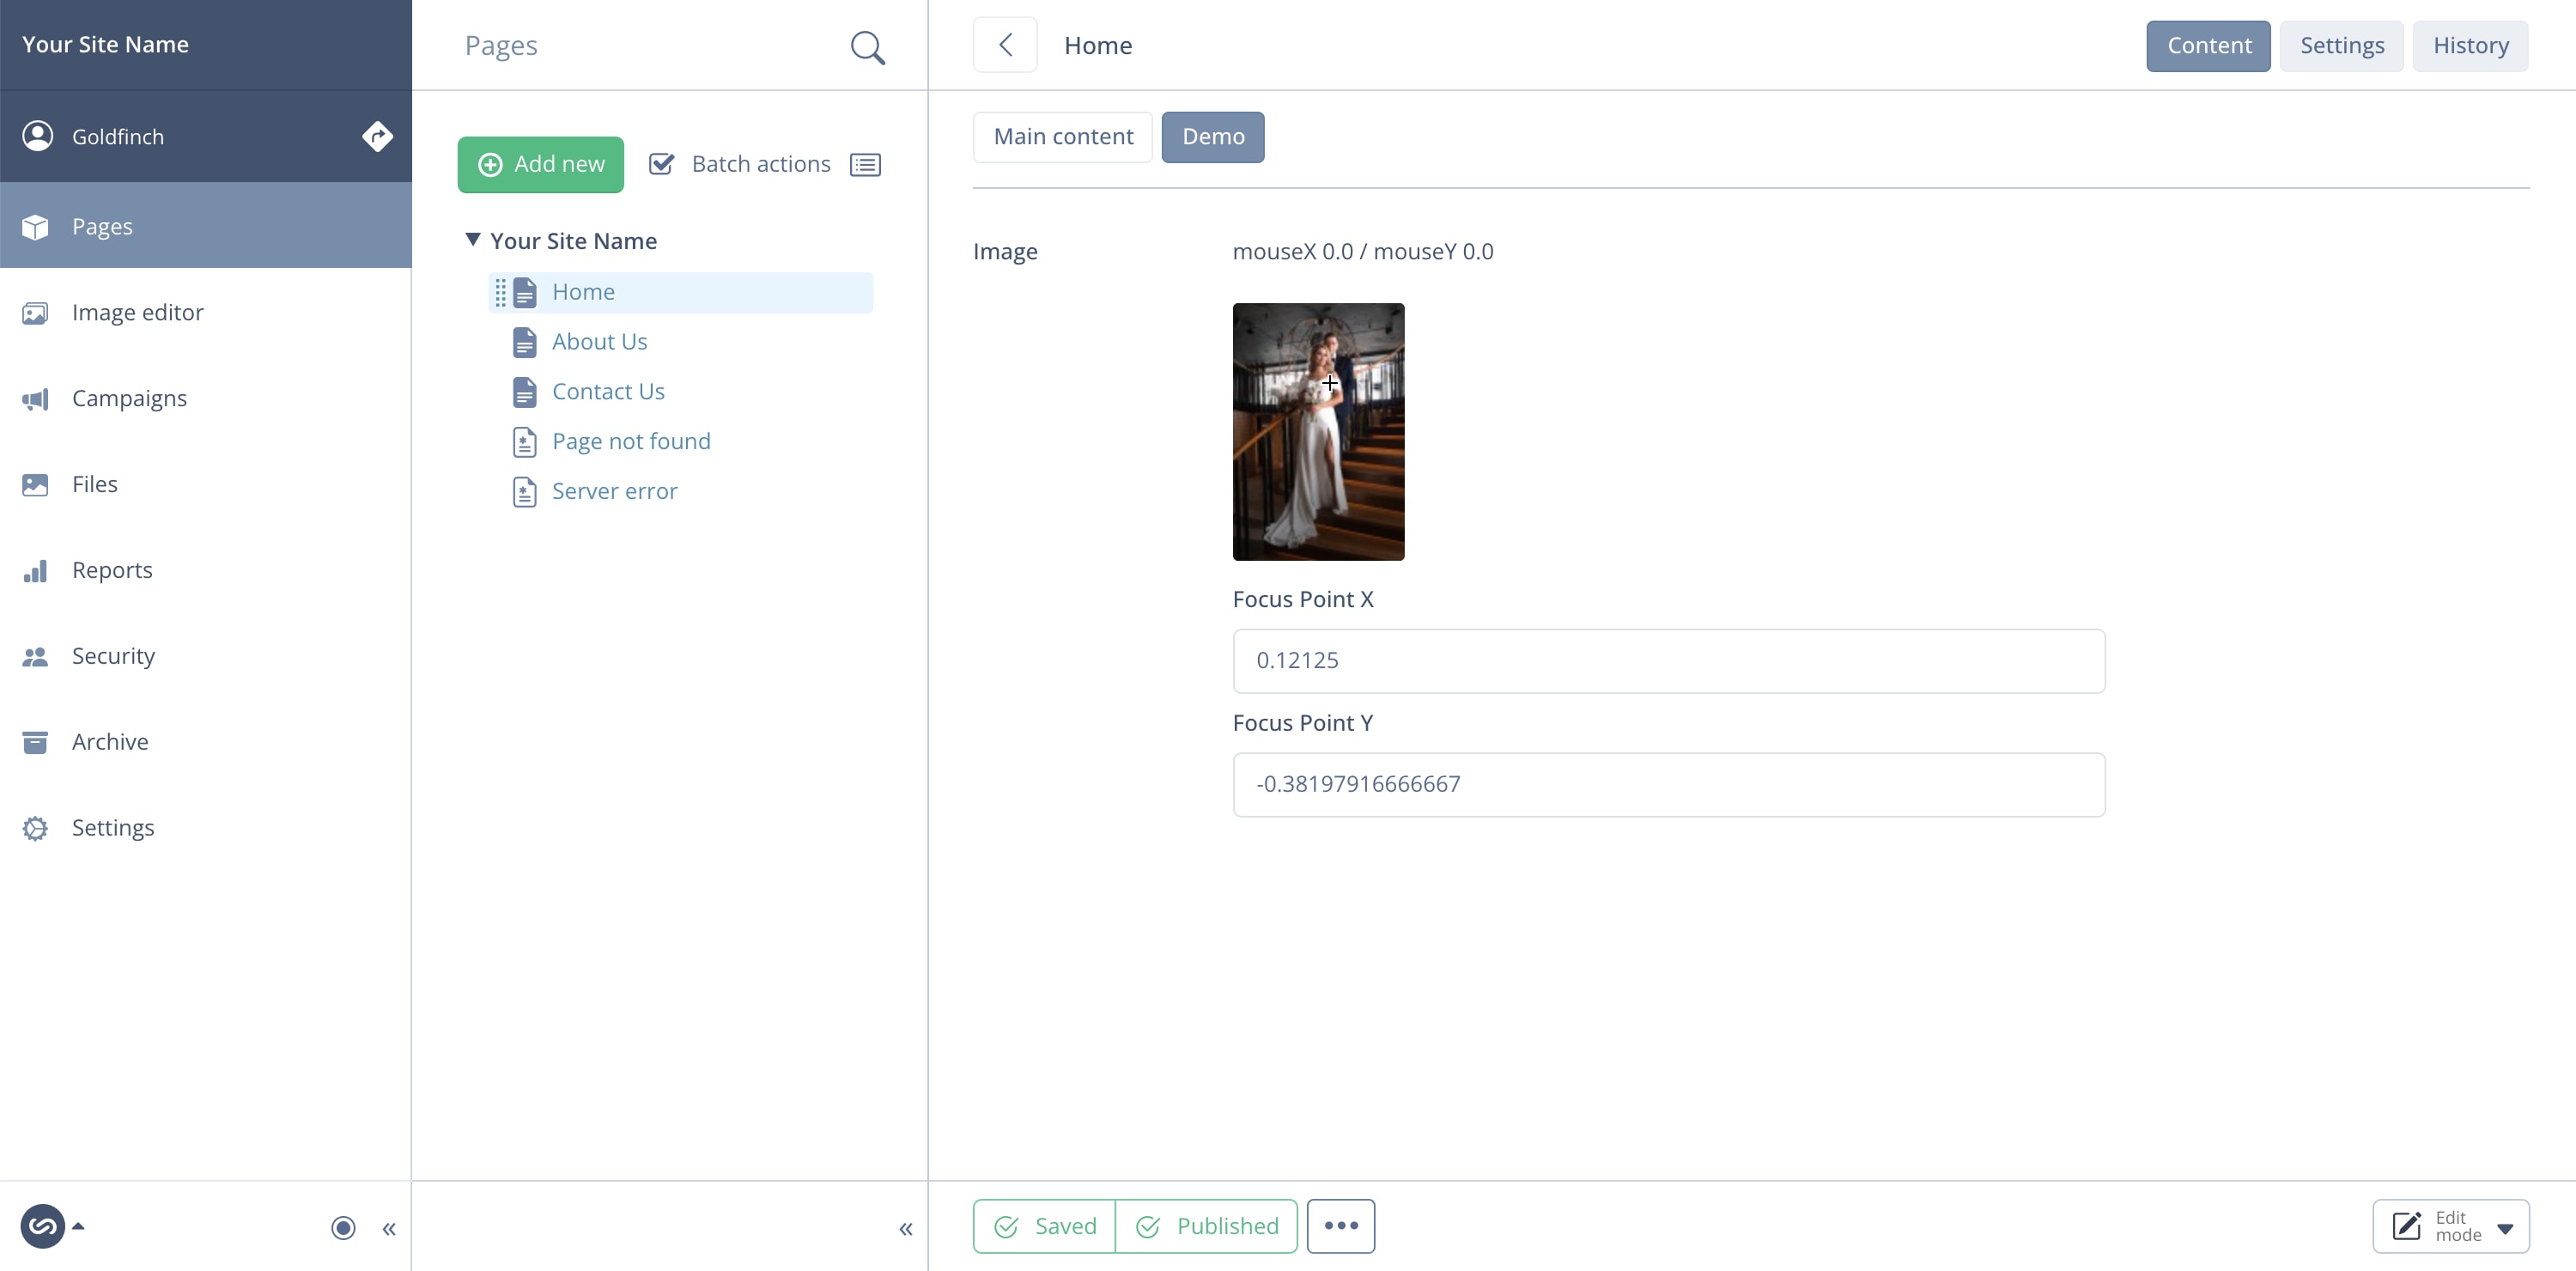 Your Site Name
Goldfinch
Pages
Image editor
Campaigns
Files
Reports
Security
Archive
Settings
Pages
Add new
Batch actions
Your Site Name
Home
About Us
Contact Us
Page not found
Server error
Home
Content
Settings
History
Main content
Demo
Image
mouseX 0.0 / mouseY 0.0
Focus Point X
0.12125
Focus Point Y
-0.38197916666667
Saved
Published
Edit
mode